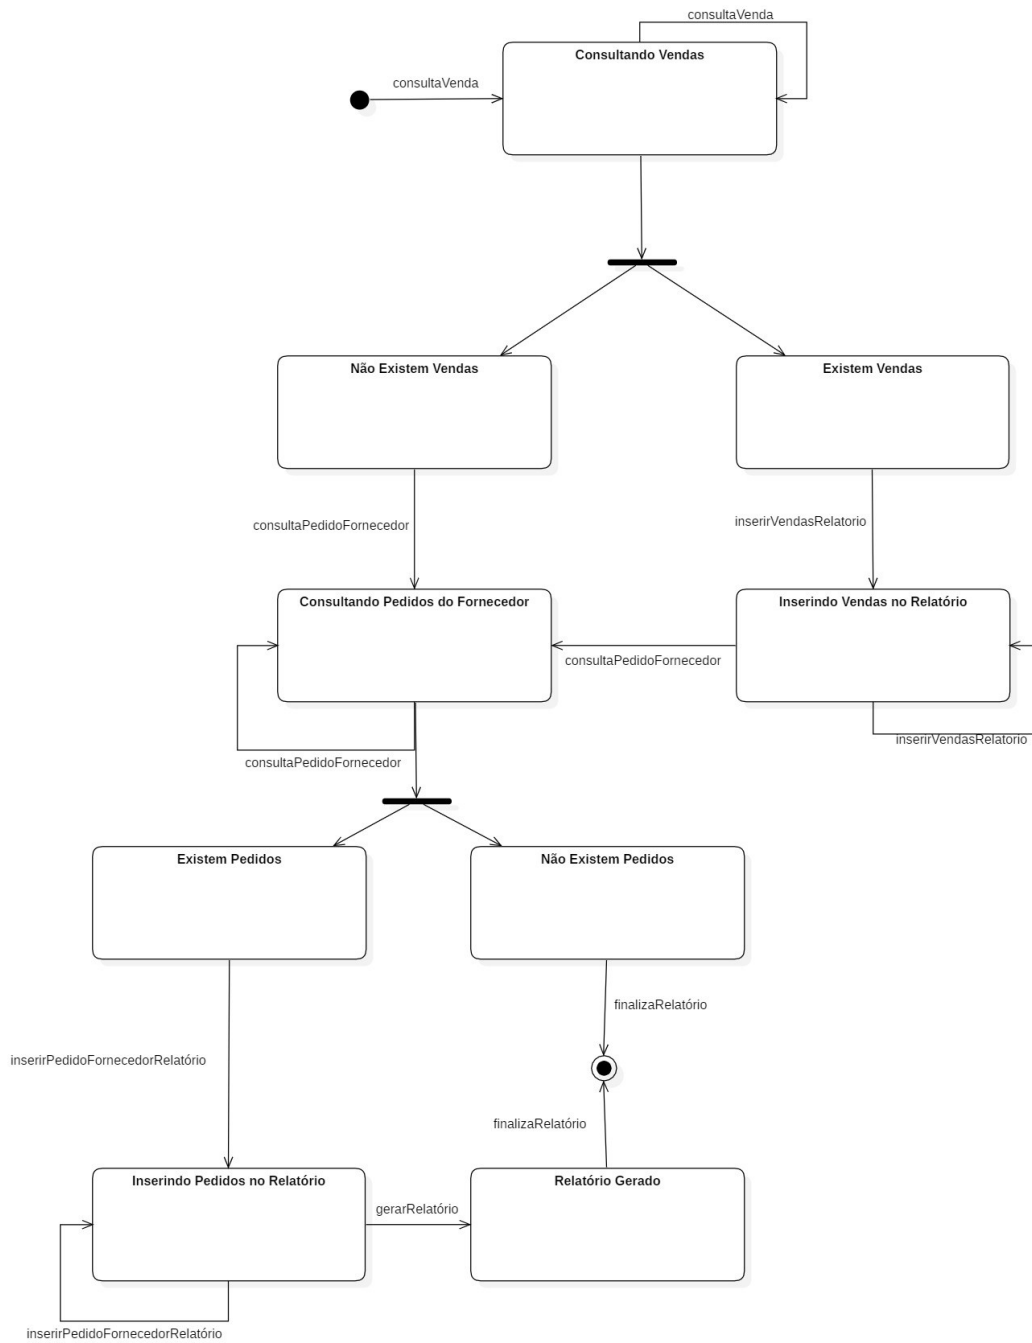 consultaVenda
Consultando Vendas
consultaVenda
Não Existem Vendas
Existem Vendas
consultaPedidoFornecedor
inserirVendasRelatorio
Consultando Pedidos do Fornecedor
Inserindo Vendas no Relatório
consultaPedidoFornecedor
inserirVendasRelatorio
consultaPedidoFornecedor
Existem Pedidos
Não Existem Pedidos
finalizaRelatório
inserirPedidoFornecedorRelatório
finalizaRelatório
Inserindo Pedidos no Relatório
Relatório Gerado
gerarRelatório
inserirPedidoFornecedorRelatório